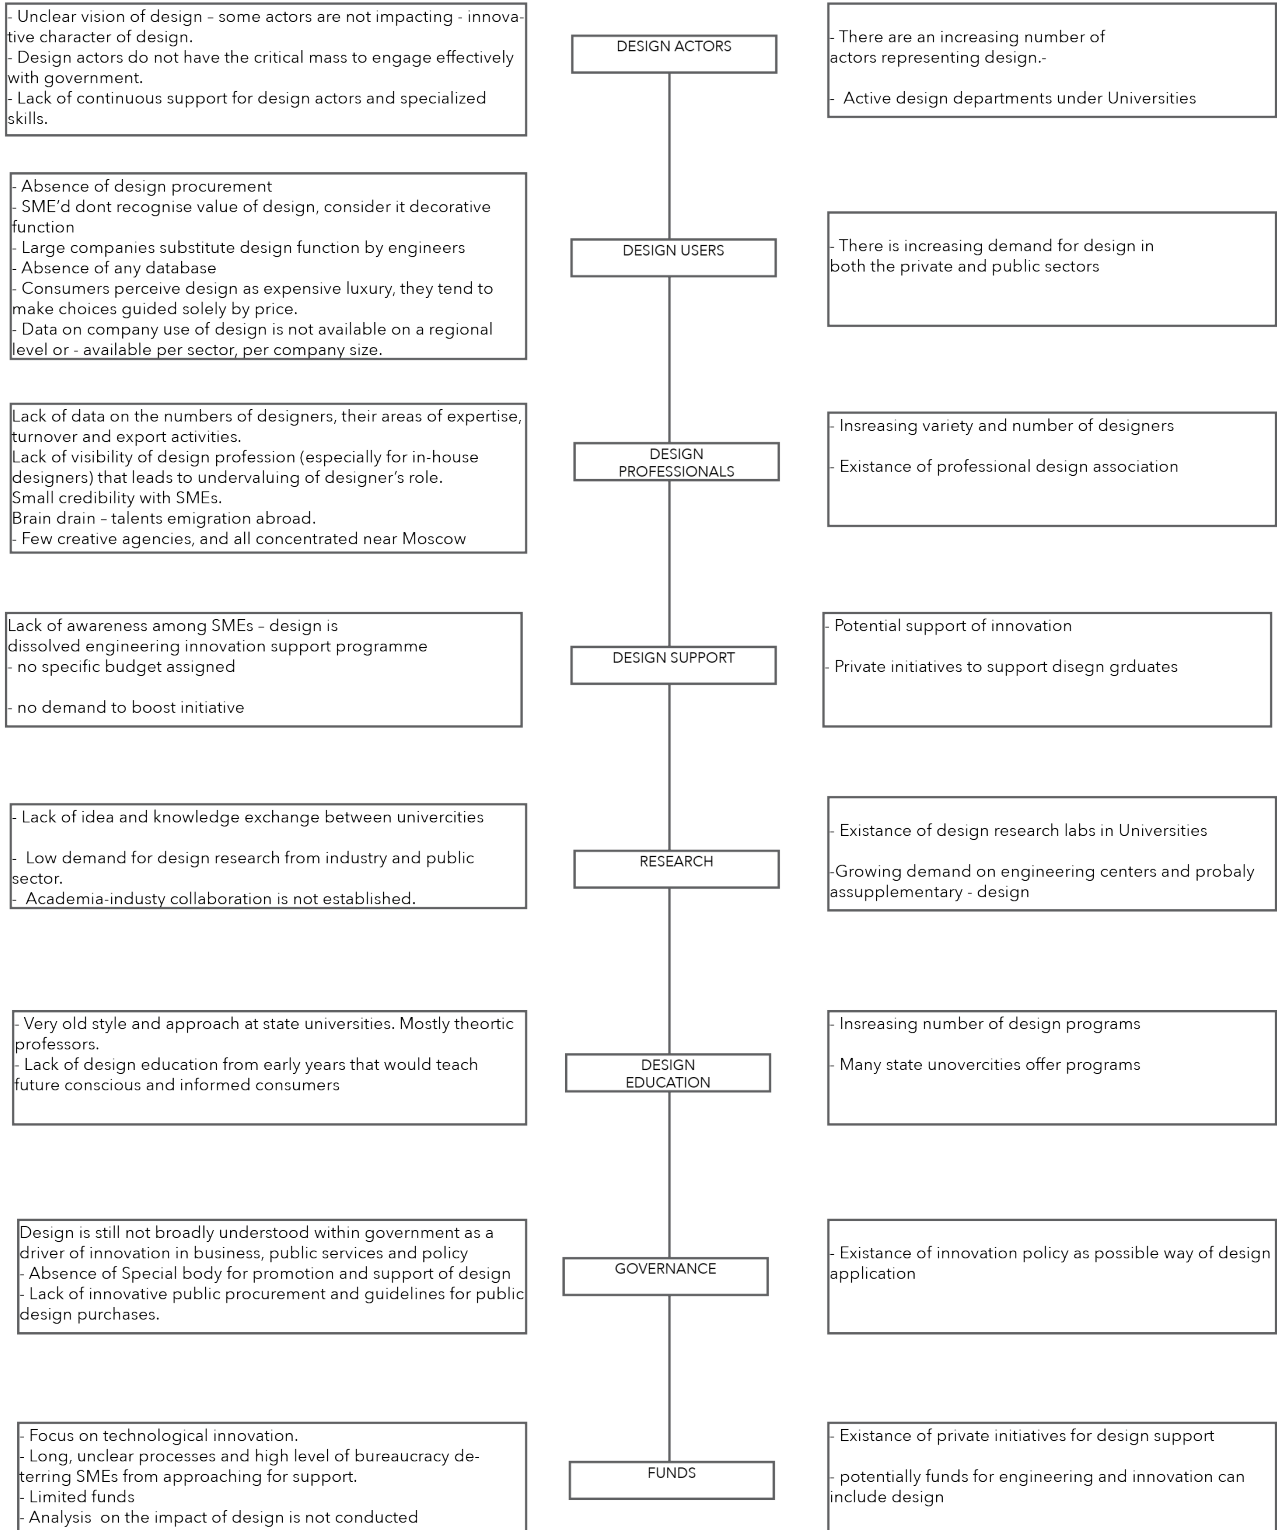 - Unclear vision of design – some actors are not impacting - innova-
tive character of design.
- Design actors do not have the critical mass to engage effectively
with government.
- Lack of continuous support for design actors and specialized
skills.
DESIGN ACTORS
- There are an increasing number of
actors representing design.-
- Active design departments under Universities
- Absence of design procurement
- SME’d dont recognise value of design, consider it decorative
function
- Large companies substitute design function by engineers
- Absence of any database
- Consumers perceive design as expensive luxury, they tend to
make choices guided solely by price.
- Data on company use of design is not available on a regional
level or - available per sector, per company size.
DESIGN USERS
- There is increasing demand for design in
both the private and public sectors
Lack of data on the numbers of designers, their areas of expertise,
turnover and export activities.
Lack of visibility of design profession (especially for in-house
designers) that leads to undervaluing of designer’s role.
Small credibility with SMEs.
Brain drain – talents emigration abroad.
- Few creative agencies, and all concentrated near Moscow
DESIGN
PROFESSIONALS
- Insreasing variety and number of designers
- Existance of professional design association
Lack of awareness among SMEs – design is
dissolved engineering innovation support programme
- no specific budget assigned
- no demand to boost initiative
DESIGN SUPPORT
- Potential support of innovation
- Private initiatives to support disegn grduates
- Lack of idea and knowledge exchange between univercities
- Low demand for design research from industry and public
sector.
- Academia-industy collaboration is not established.
RESEARCH
- Existance of design research labs in Universities
-Growing demand on engineering centers and probaly
assupplementary - design
- Very old style and approach at state universities. Mostly theortic
professors.
- Lack of design education from early years that would teach
future conscious and informed consumers
DESIGN
EDUCATION
- Insreasing number of design programs
- Many state unovercities offer programs
Design is still not broadly understood within government as a
driver of innovation in business, public services and policy
- Absence of Special body for promotion and support of design
- Lack of innovative public procurement and guidelines for public
design purchases.
GOVERNANCE
- Existance of innovation policy as possible way of design
application
- Focus on technological innovation.
- Long, unclear processes and high level of bureaucracy de-
terring SMEs from approaching for support.
- Limited funds
- Analysis on the impact of design is not conducted
FUNDS
- Existance of private initiatives for design support
- potentially funds for engineering and innovation can
include design